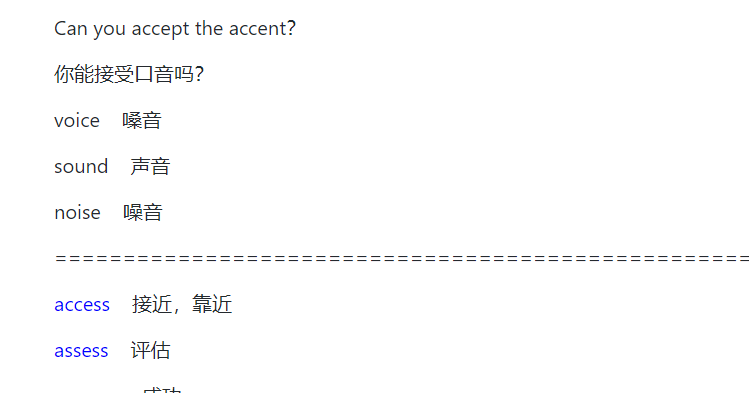 Can you accept the accent？
你能接受口音吗？
voice 嗓音
sound 声音
noise 噪音
===================================================
access 接近，靠近
assess 评估